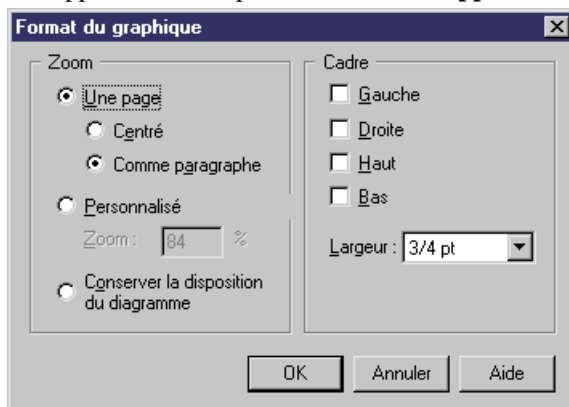 Format du graphique
Zoom
Une page
Centré
Comme paragraphe
Personnalisé
Zoom : 84 %
Conserver la disposition
du diagramme
Cadre
Gauche
Droite
Haut
Bas
Largeur : 3/4 pt
OK Annuler Aide